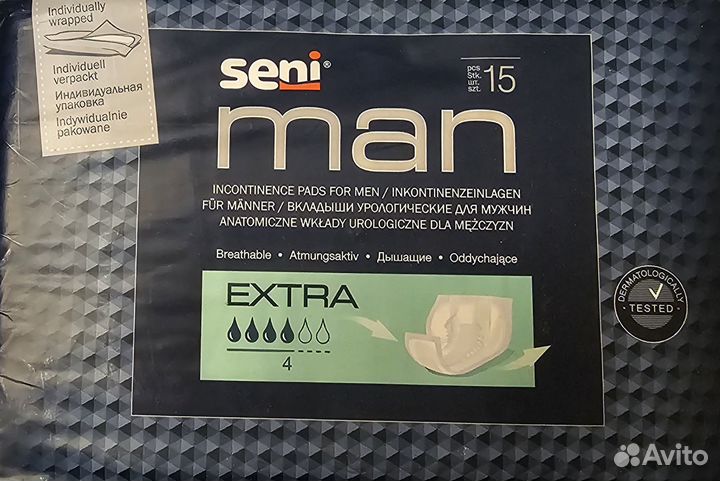 Individually
wrapped
Individuell
verpackt
Индивидуальная
упаковка
Indywidualnie
pakowane
seni®
pcs
Stk.
шт.
szt.
15
man
INCONTINENCE PADS FOR MEN / INKONTINENZEINLAGEN
FÜR MÄNNER / ВКЛАДЫШИ УРОЛОГИЧЕСКИЕ ДЛЯ МУЖЧИН
ANATOMICZNE WKŁADY UROLOGICZNE DLA MĘŻCZYZN
Breathable • Atmungsaktiv • Дышащие • Oddychające
EXTRA
4
DERMATOLOGICALLY
TESTED
Avito